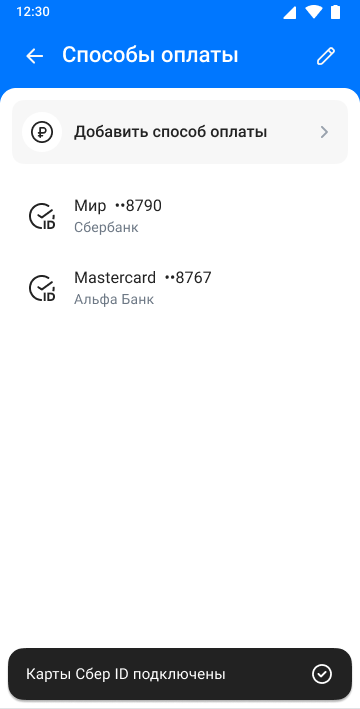 12:30
Способы оплаты
Добавить способ оплаты
Мир ••8790
ID
Сбербанк
Mastercard ••8767
ID
Альфа Банк
Карты Сбер ID подключены